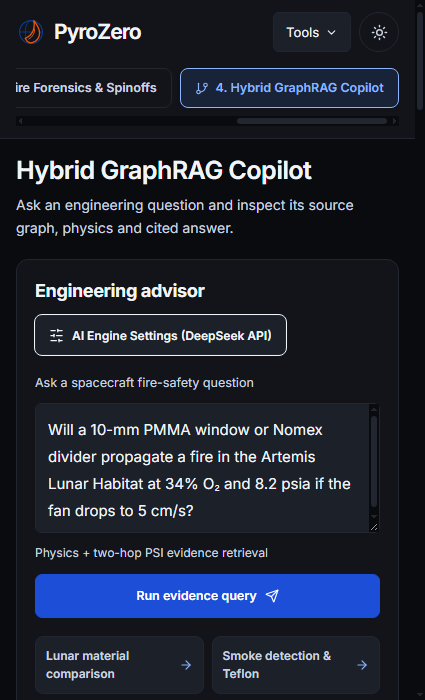 PyroZero
Tools
ire Forensics & Spinoffs
4. Hybrid GraphRAG Copilot
Hybrid GraphRAG Copilot
Ask an engineering question and inspect its source
graph, physics and cited answer.
Engineering advisor
AI Engine Settings (DeepSeek API)
Ask a spacecraft fire-safety question
Will a 10-mm PMMA window or Nomex
divider propagate a fire in the Artemis
Lunar Habitat at 34% O₂ and 8.2 psia if the
fan drops to 5 cm/s?
Physics + two-hop PSI evidence retrieval
Run evidence query
Lunar material
comparison
Smoke detection &
Teflon